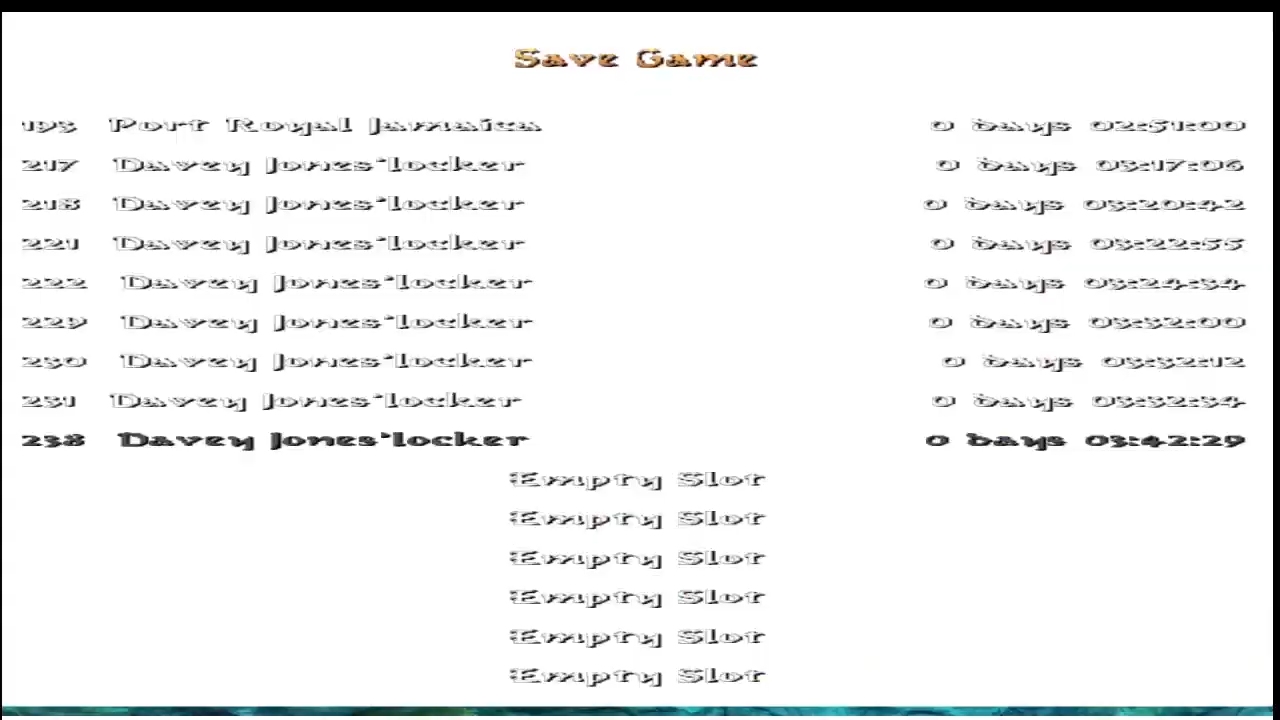 Save Game
193 Port Royal Jamaica 0 days 02:51:00
217 Davey Jones'locker 0 days 03:17:06
218 Davey Jones'locker 0 days 03:20:42
221 Davey Jones'locker 0 days 03:22:55
222 Davey Jones'locker 0 days 03:24:34
229 Davey Jones'locker 0 days 03:32:00
230 Davey Jones'locker 0 days 03:32:12
231 Davey Jones'locker 0 days 03:32:34
238 Davey Jones'locker 0 days 03:42:29
Empty Slot
Empty Slot
Empty Slot
Empty Slot
Empty Slot
Empty Slot